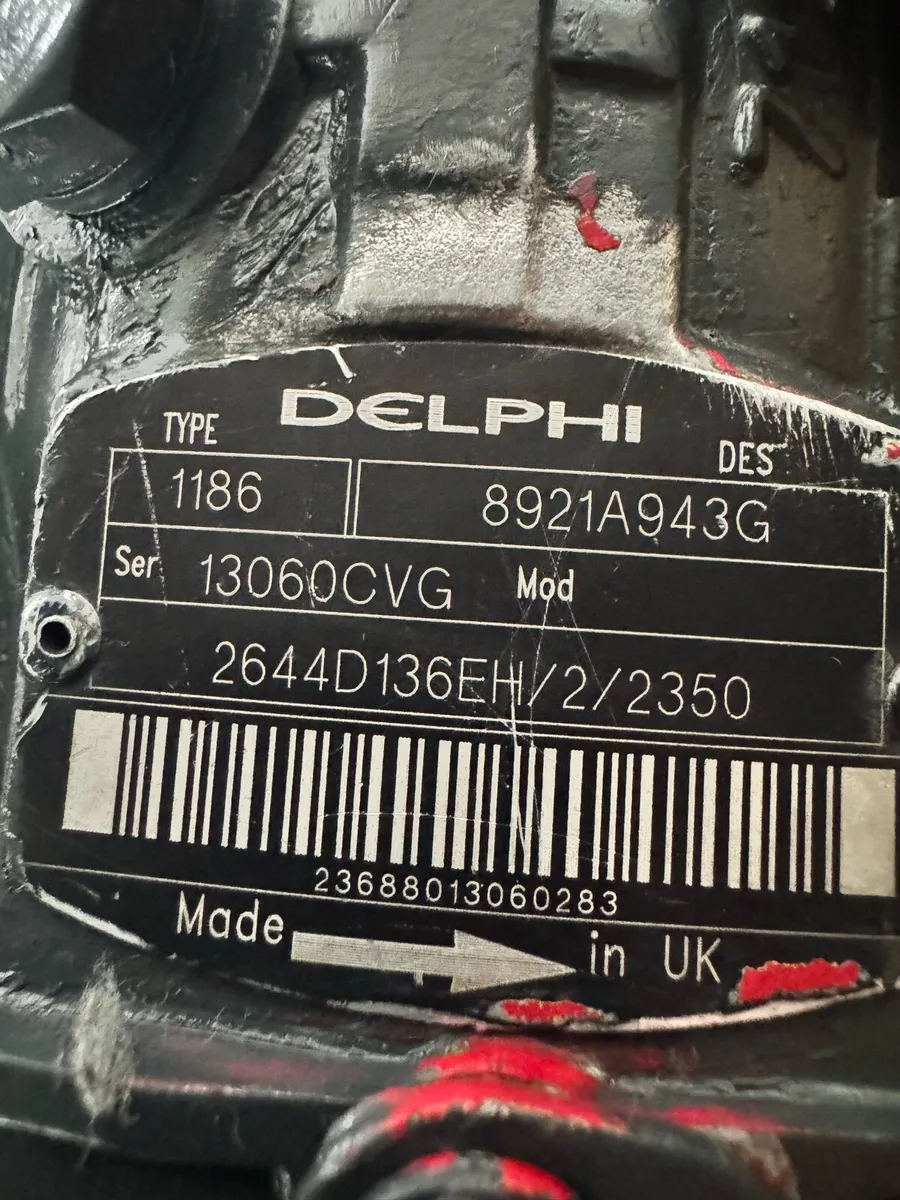 DELPHI
TYPE DES
1186 8921A943G
Ser 13060CVG Mod
2644D136EH/2/2350
23688013060283
Made in UK